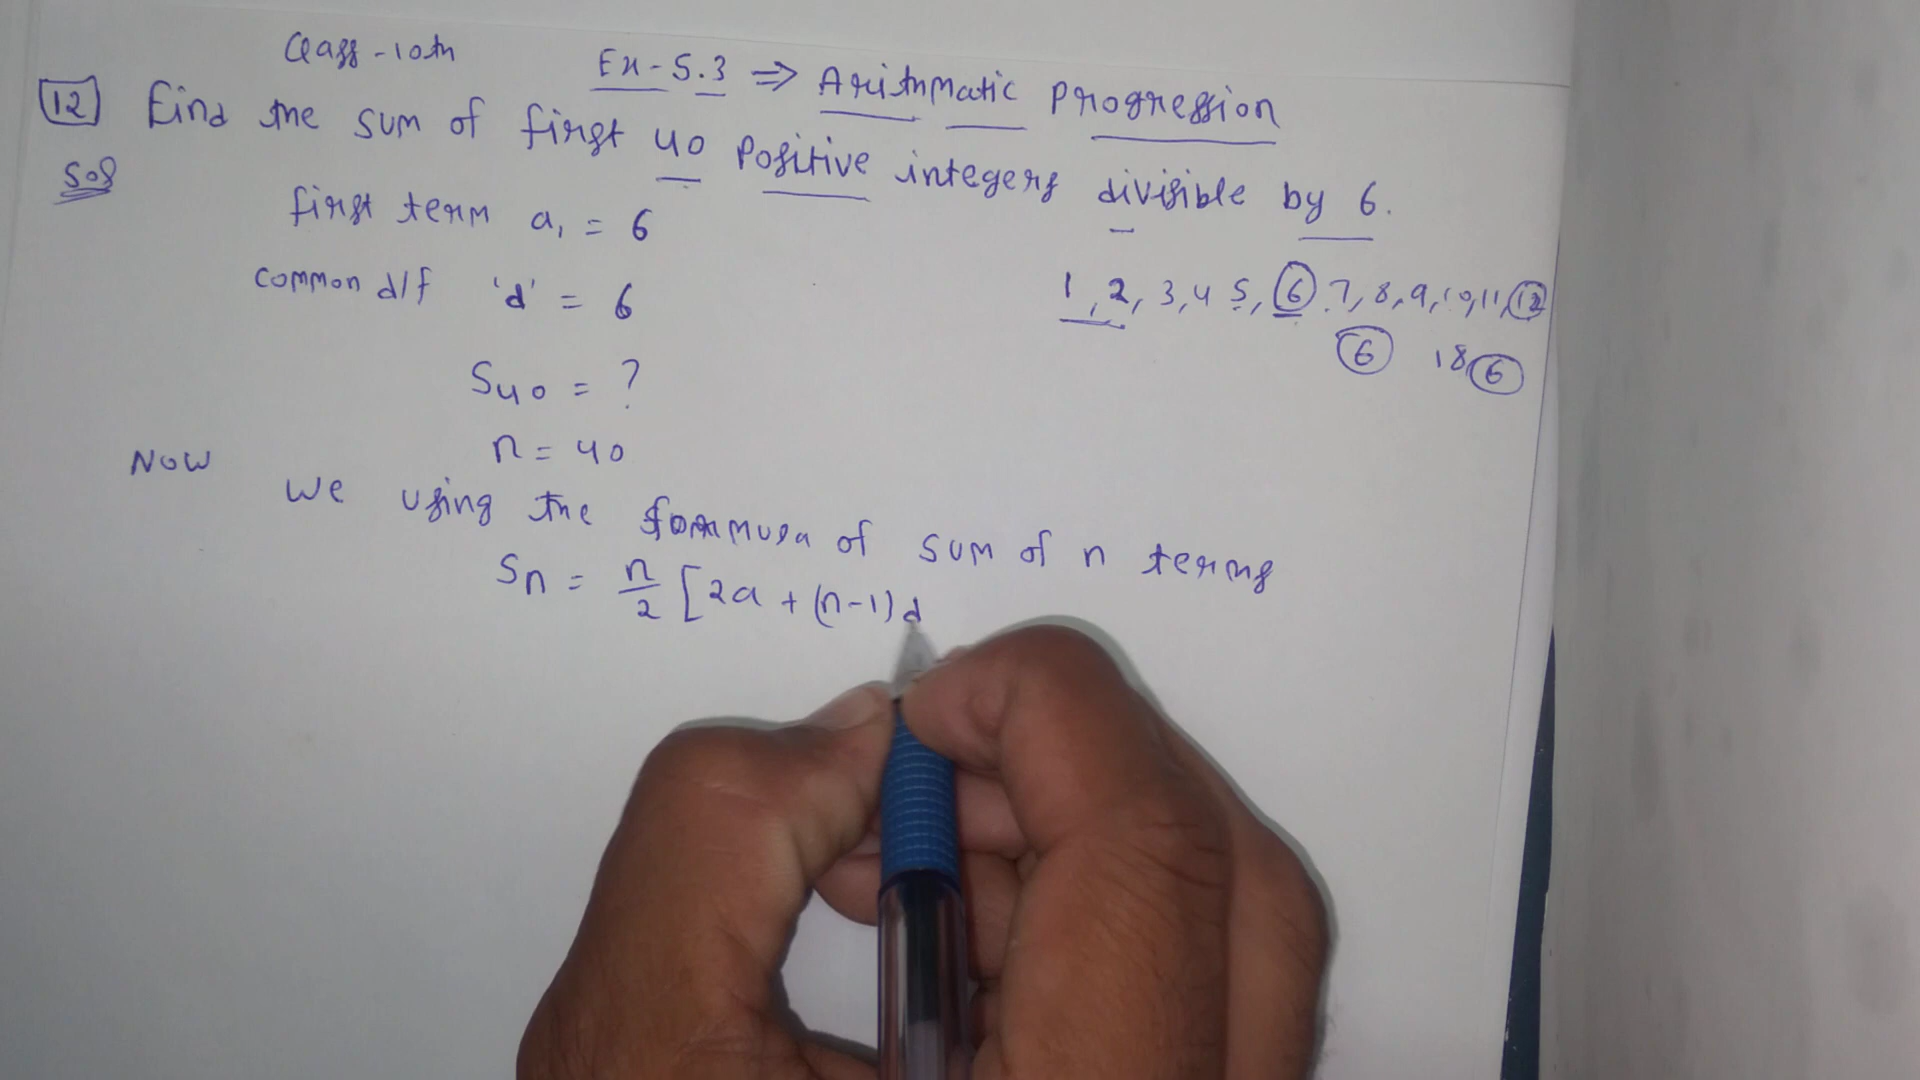 Class - 10th
Ex - 5.3 ⇒ Arithmatic Progression
12 Find the sum of first 40 Positive integers divisible by 6.
Sol
first term a₁ = 6
common d/f 'd' = 6
1, 2, 3, 4 5, 6 7, 8, 9, 10, 11, 12
6 18 6
S₄₀ = ?
n = 40
Now
we using the formmula of sum of n terms
Sn = n/2 [2a + (n-1)d